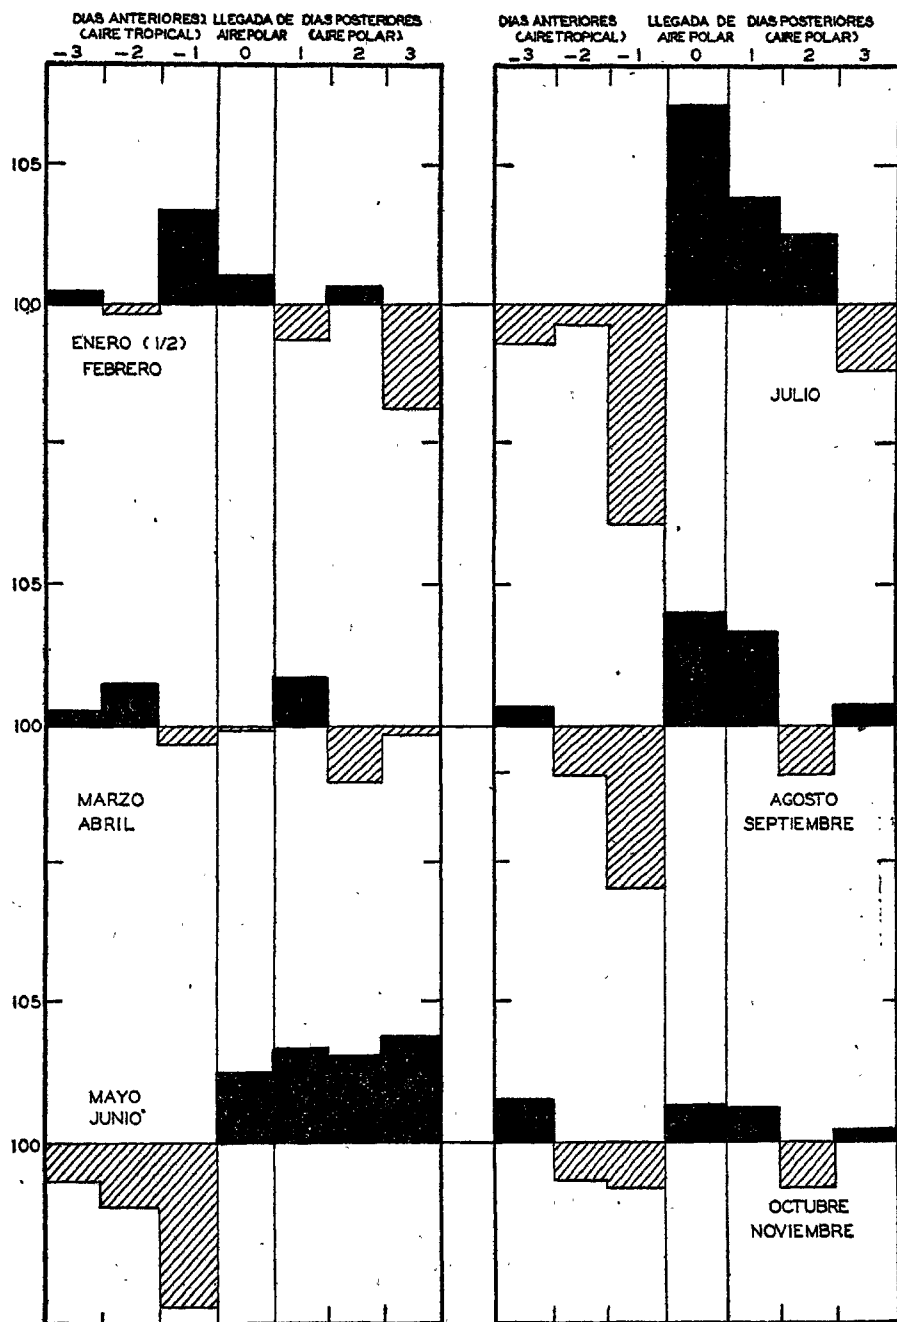 DIAS ANTERIORES LLEGADA DE DIAS POSTERIORES
(AIRE TROPICAL) AIRE POLAR (AIRE POLAR)
-3 -2 -1 0 1 2 3
105
100
ENERO (1/2)
FEBRERO
105
100
MARZO
ABRIL
105
MAYO
JUNIO
100
DIAS ANTERIORES LLEGADA DE DIAS POSTERIORES
(AIRE TROPICAL) AIRE POLAR (AIRE POLAR)
-3 -2 -1 0 1 2 3
JULIO
AGOSTO
SEPTIEMBRE
OCTUBRE
NOVIEMBRE